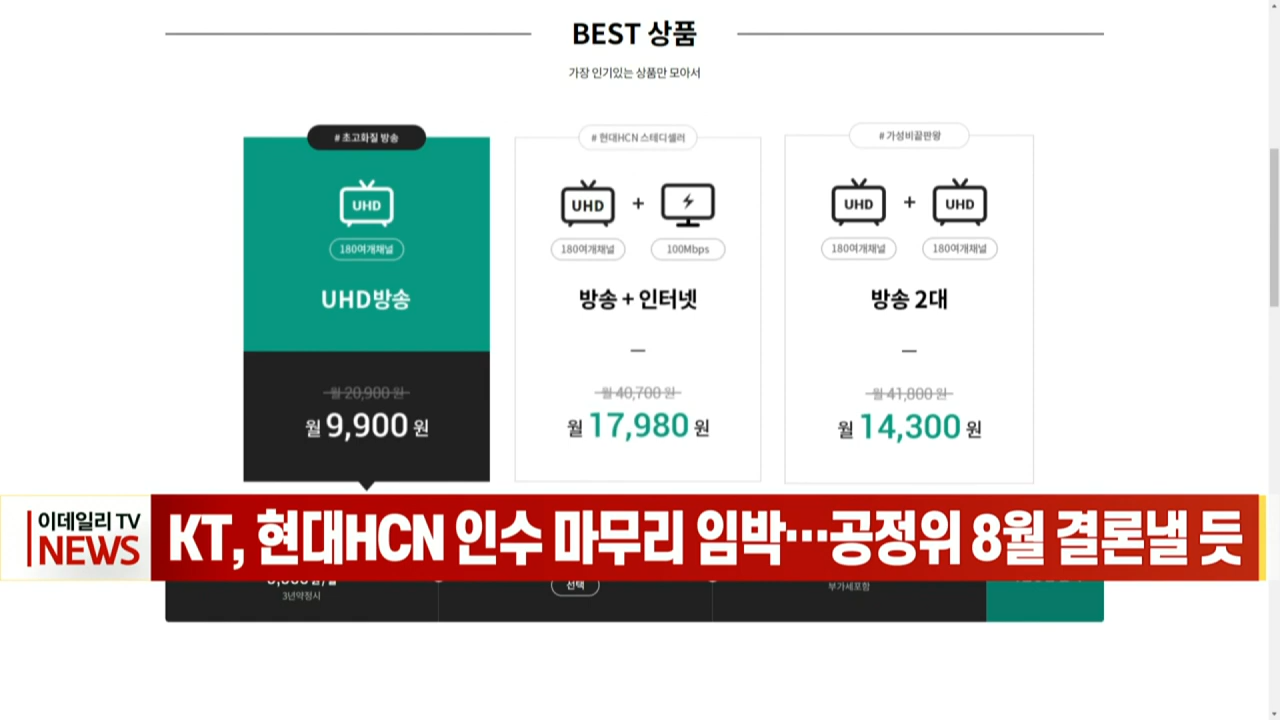 BEST 상품
가장 인기있는 상품만 모아서
# 초고화질 방송
UHD
180여개채널
UHD방송
월 20,900 원
월 9,900 원
# 현대HCN 스테디셀러
UHD +
180여개채널 100Mbps
방송 + 인터넷
월 40,700 원
월 17,980 원
# 가성비끝판왕
UHD + UHD
180여개채널 180여개채널
방송 2대
월 41,800 원
월 14,300 원
이데일리 TV
NEWS
KT, 현대HCN 인수 마무리 임박…공정위 8월 결론낼 듯
3년약정시
선택
부가세포함